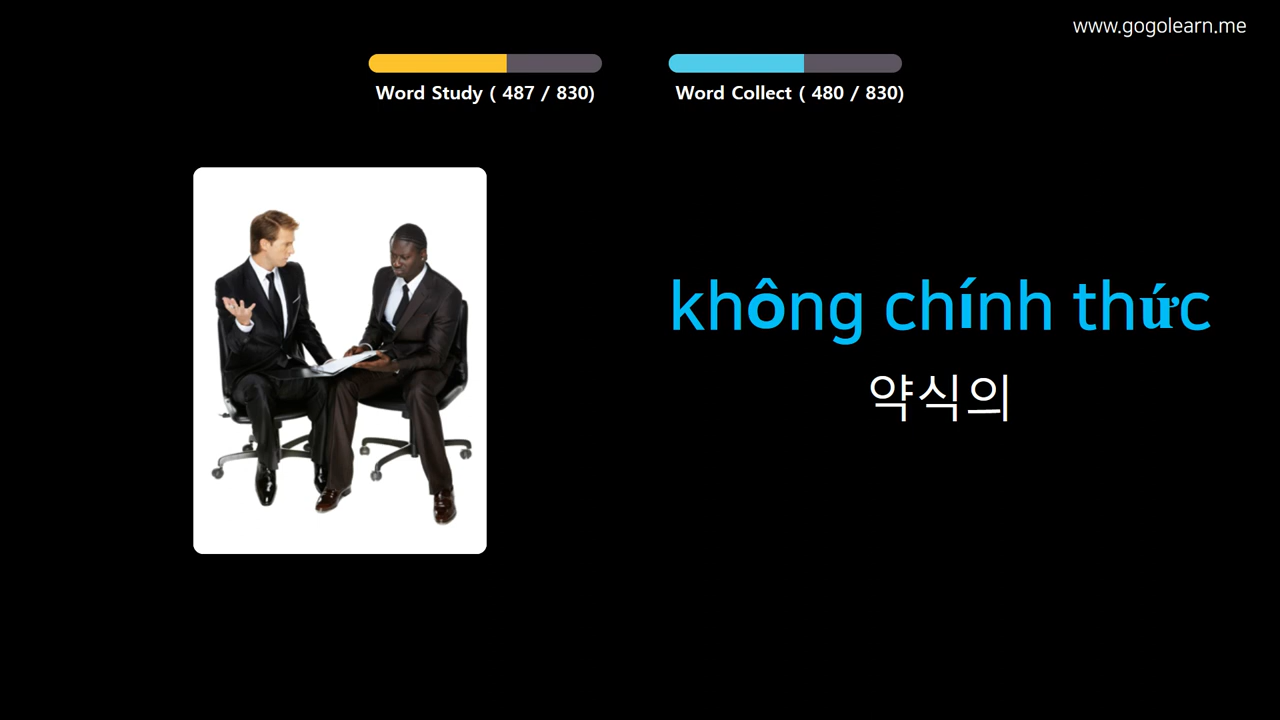 www.gogolearn.me
Word Study ( 487 / 830)
Word Collect ( 480 / 830)
không chính thức
약식의